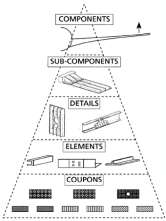 COMPONENTS
SUB-COMPONENTS
DETAILS
ELEMENTS
COUPONS